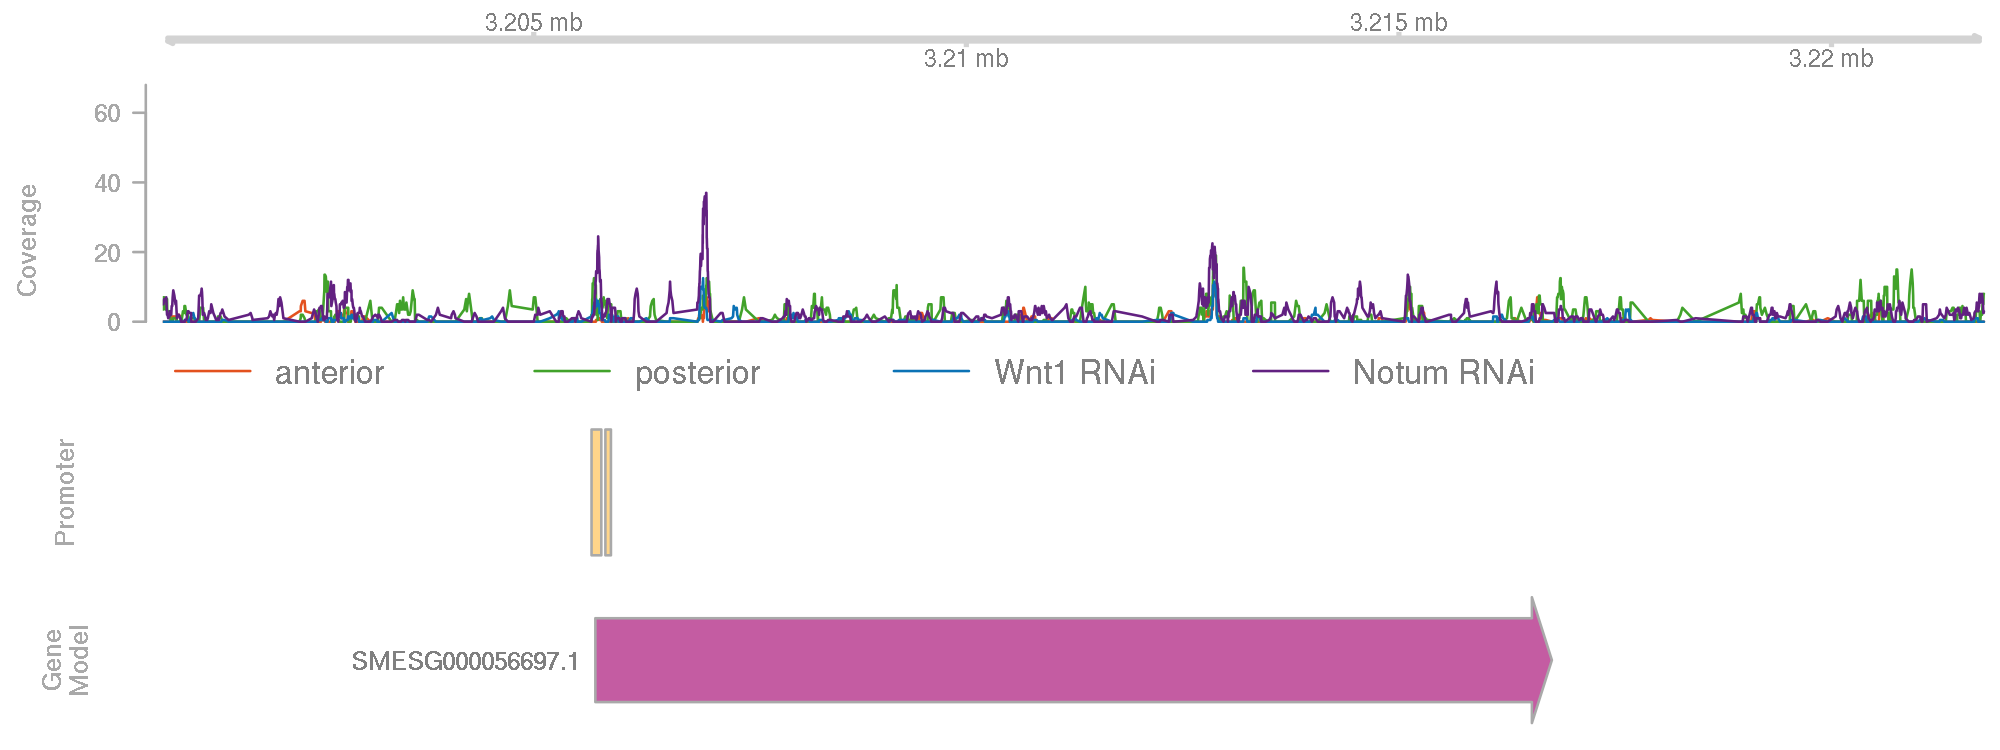 3.205 mb
3.215 mb
3.21 mb
3.22 mb
Coverage
60
40
20
0
anterior
posterior
Wnt1 RNAi
Notum RNAi
Promoter
Gene
Model
SMESG000056697.1